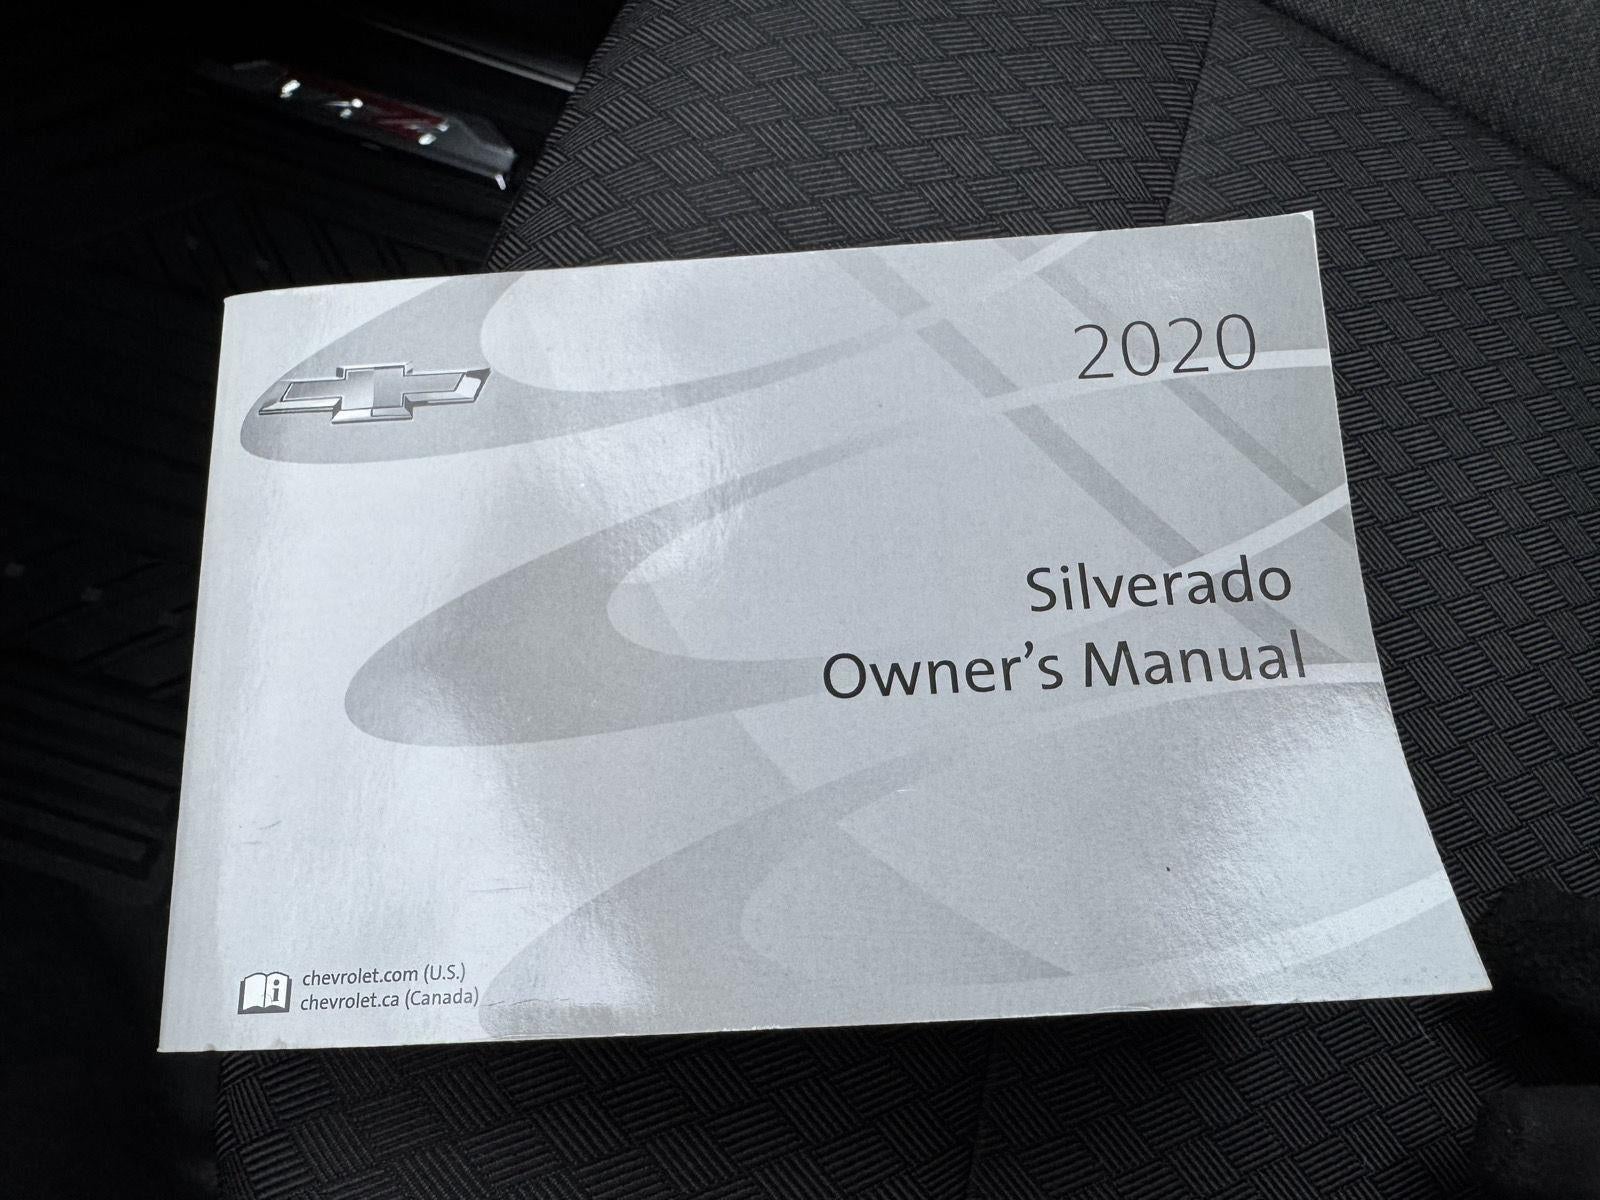 2020
Silverado
Owner's Manual
chevrolet.com (U.S.)
chevrolet.ca (Canada)